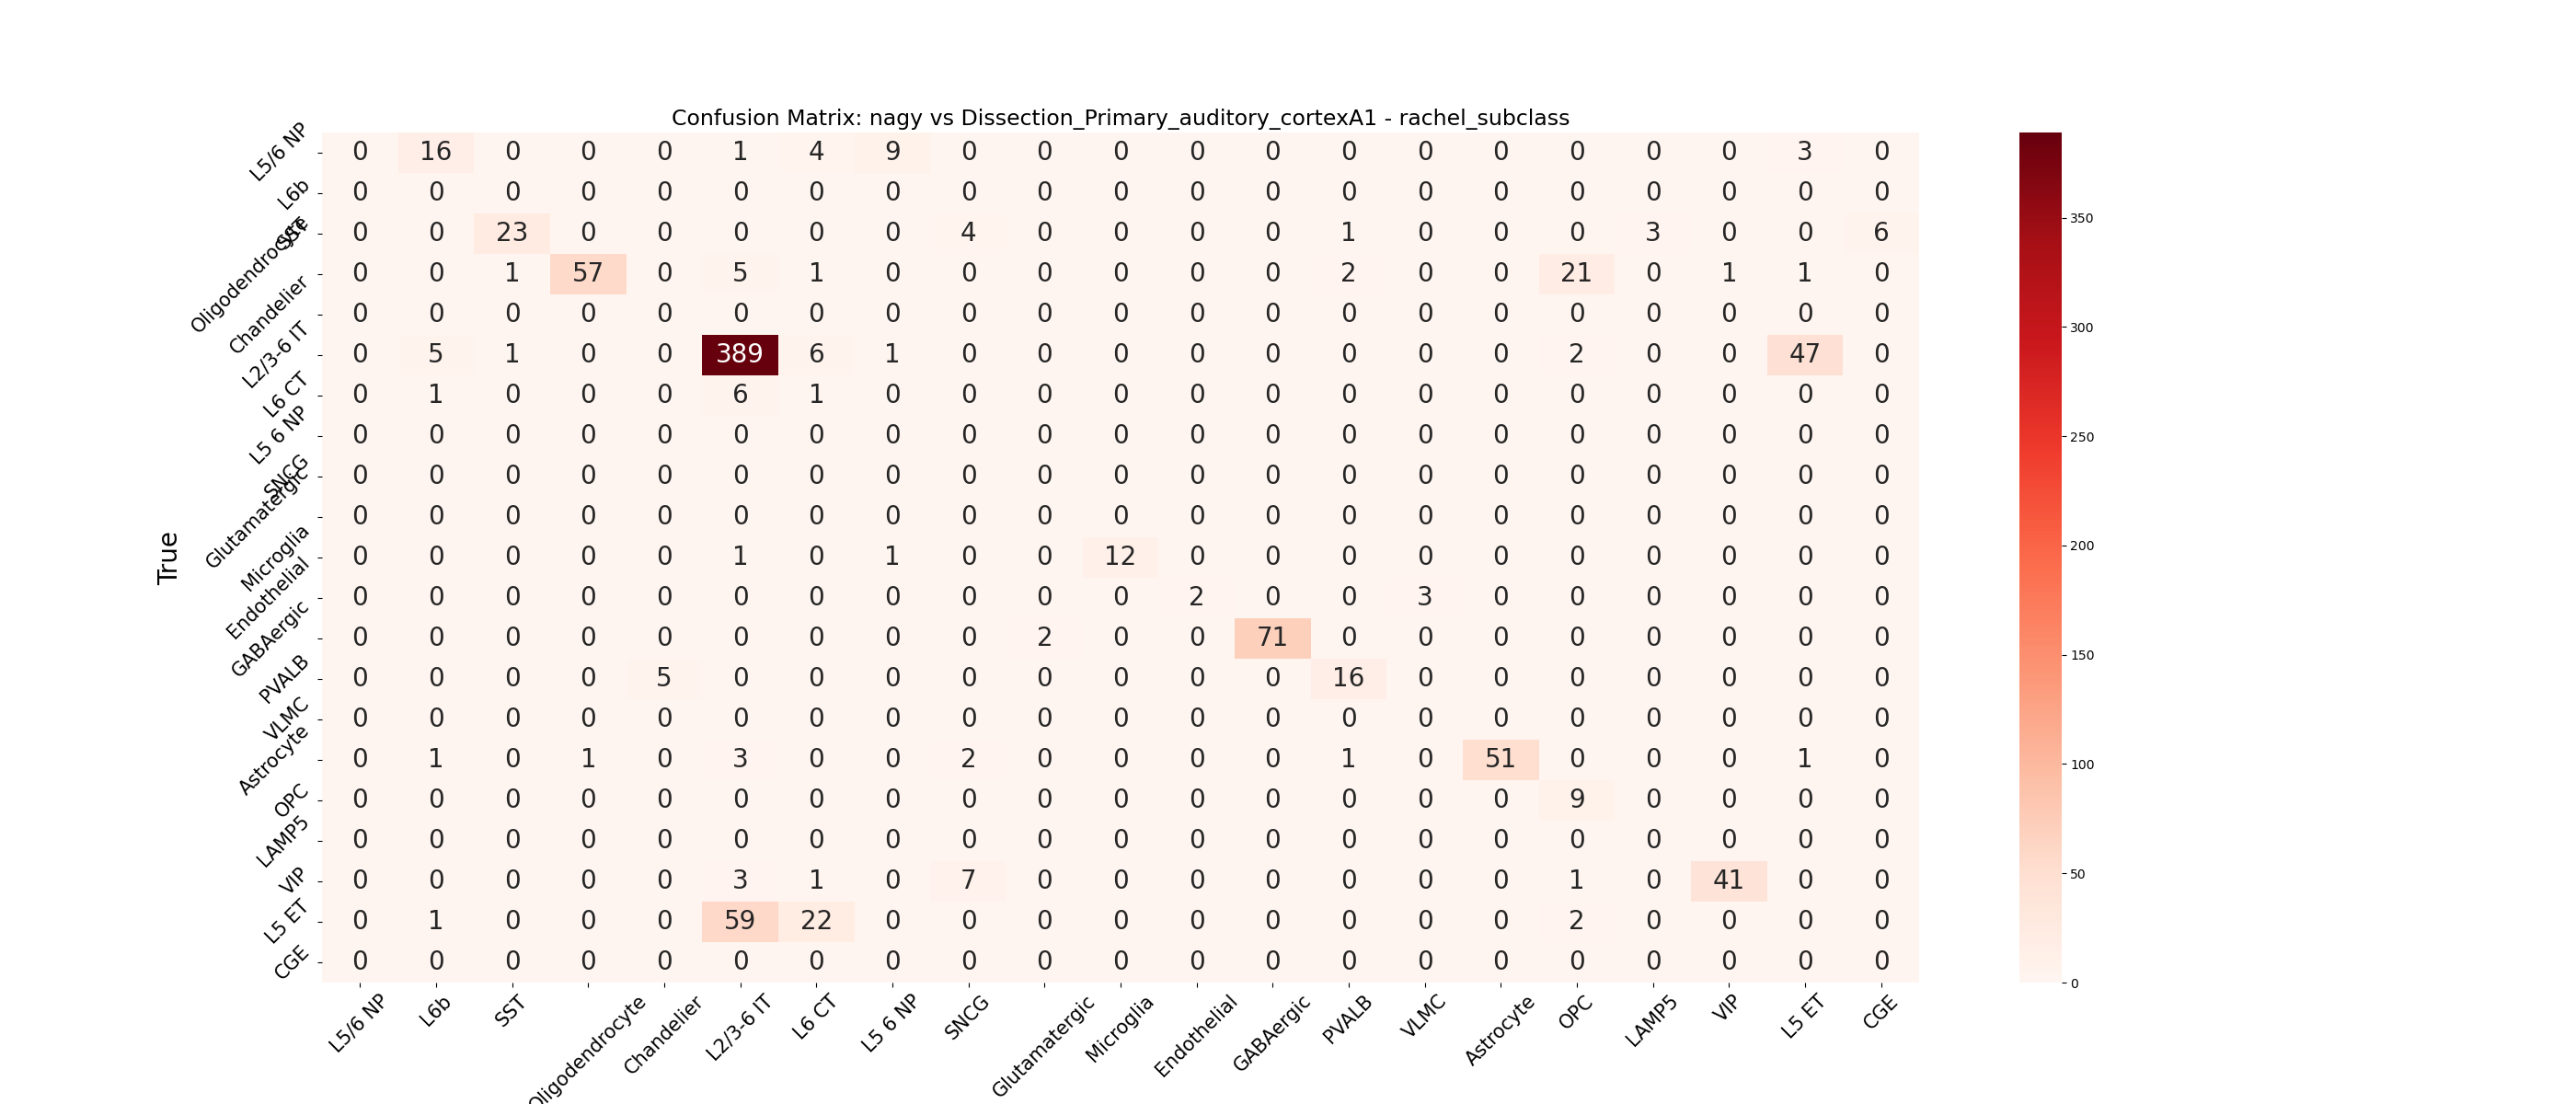 Confusion Matrix: nagy vs Dissection_Primary_auditory_cortexA1 - rachel_subclass
True
L5/6 NP 0 16 0 0 0 1 4 9 0 0 0 0 0 0 0 0 0 0 0 3 0
L6b 0 0 0 0 0 0 0 0 0 0 0 0 0 0 0 0 0 0 0 0 0
SST 0 0 23 0 0 0 0 0 4 0 0 0 0 1 0 0 0 3 0 0 6
Oligodendrocyte 0 0 1 57 0 5 1 0 0 0 0 0 0 2 0 0 21 0 1 1 0
Chandelier 0 0 0 0 0 0 0 0 0 0 0 0 0 0 0 0 0 0 0 0 0
L2/3-6 IT 0 5 1 0 0 389 6 1 0 0 0 0 0 0 0 0 2 0 0 47 0
L6 CT 0 1 0 0 0 6 1 0 0 0 0 0 0 0 0 0 0 0 0 0 0
L5 6 NP 0 0 0 0 0 0 0 0 0 0 0 0 0 0 0 0 0 0 0 0 0
SNCG 0 0 0 0 0 0 0 0 0 0 0 0 0 0 0 0 0 0 0 0 0
Glutamatergic 0 0 0 0 0 0 0 0 0 0 0 0 0 0 0 0 0 0 0 0 0
Microglia 0 0 0 0 0 1 0 1 0 0 12 0 0 0 0 0 0 0 0 0 0
Endothelial 0 0 0 0 0 0 0 0 0 0 0 2 0 0 3 0 0 0 0 0 0
GABAergic 0 0 0 0 0 0 0 0 0 2 0 0 71 0 0 0 0 0 0 0 0
PVALB 0 0 0 0 5 0 0 0 0 0 0 0 0 16 0 0 0 0 0 0 0
VLMC 0 0 0 0 0 0 0 0 0 0 0 0 0 0 0 0 0 0 0 0 0
Astrocyte 0 1 0 1 0 3 0 0 2 0 0 0 0 1 0 51 0 0 0 1 0
OPC 0 0 0 0 0 0 0 0 0 0 0 0 0 0 0 0 9 0 0 0 0
LAMP5 0 0 0 0 0 0 0 0 0 0 0 0 0 0 0 0 0 0 0 0 0
VIP 0 0 0 0 0 3 1 0 7 0 0 0 0 0 0 0 1 0 41 0 0
L5 ET 0 1 0 0 0 59 22 0 0 0 0 0 0 0 0 0 2 0 0 0 0
CGE 0 0 0 0 0 0 0 0 0 0 0 0 0 0 0 0 0 0 0 0 0
L5/6 NP L6b SST Oligodendrocyte Chandelier L2/3-6 IT L6 CT L5 6 NP SNCG Glutamatergic Microglia Endothelial GABAergic PVALB VLMC Astrocyte OPC LAMP5 VIP L5 ET CGE
350
300
250
200
150
100
50
0